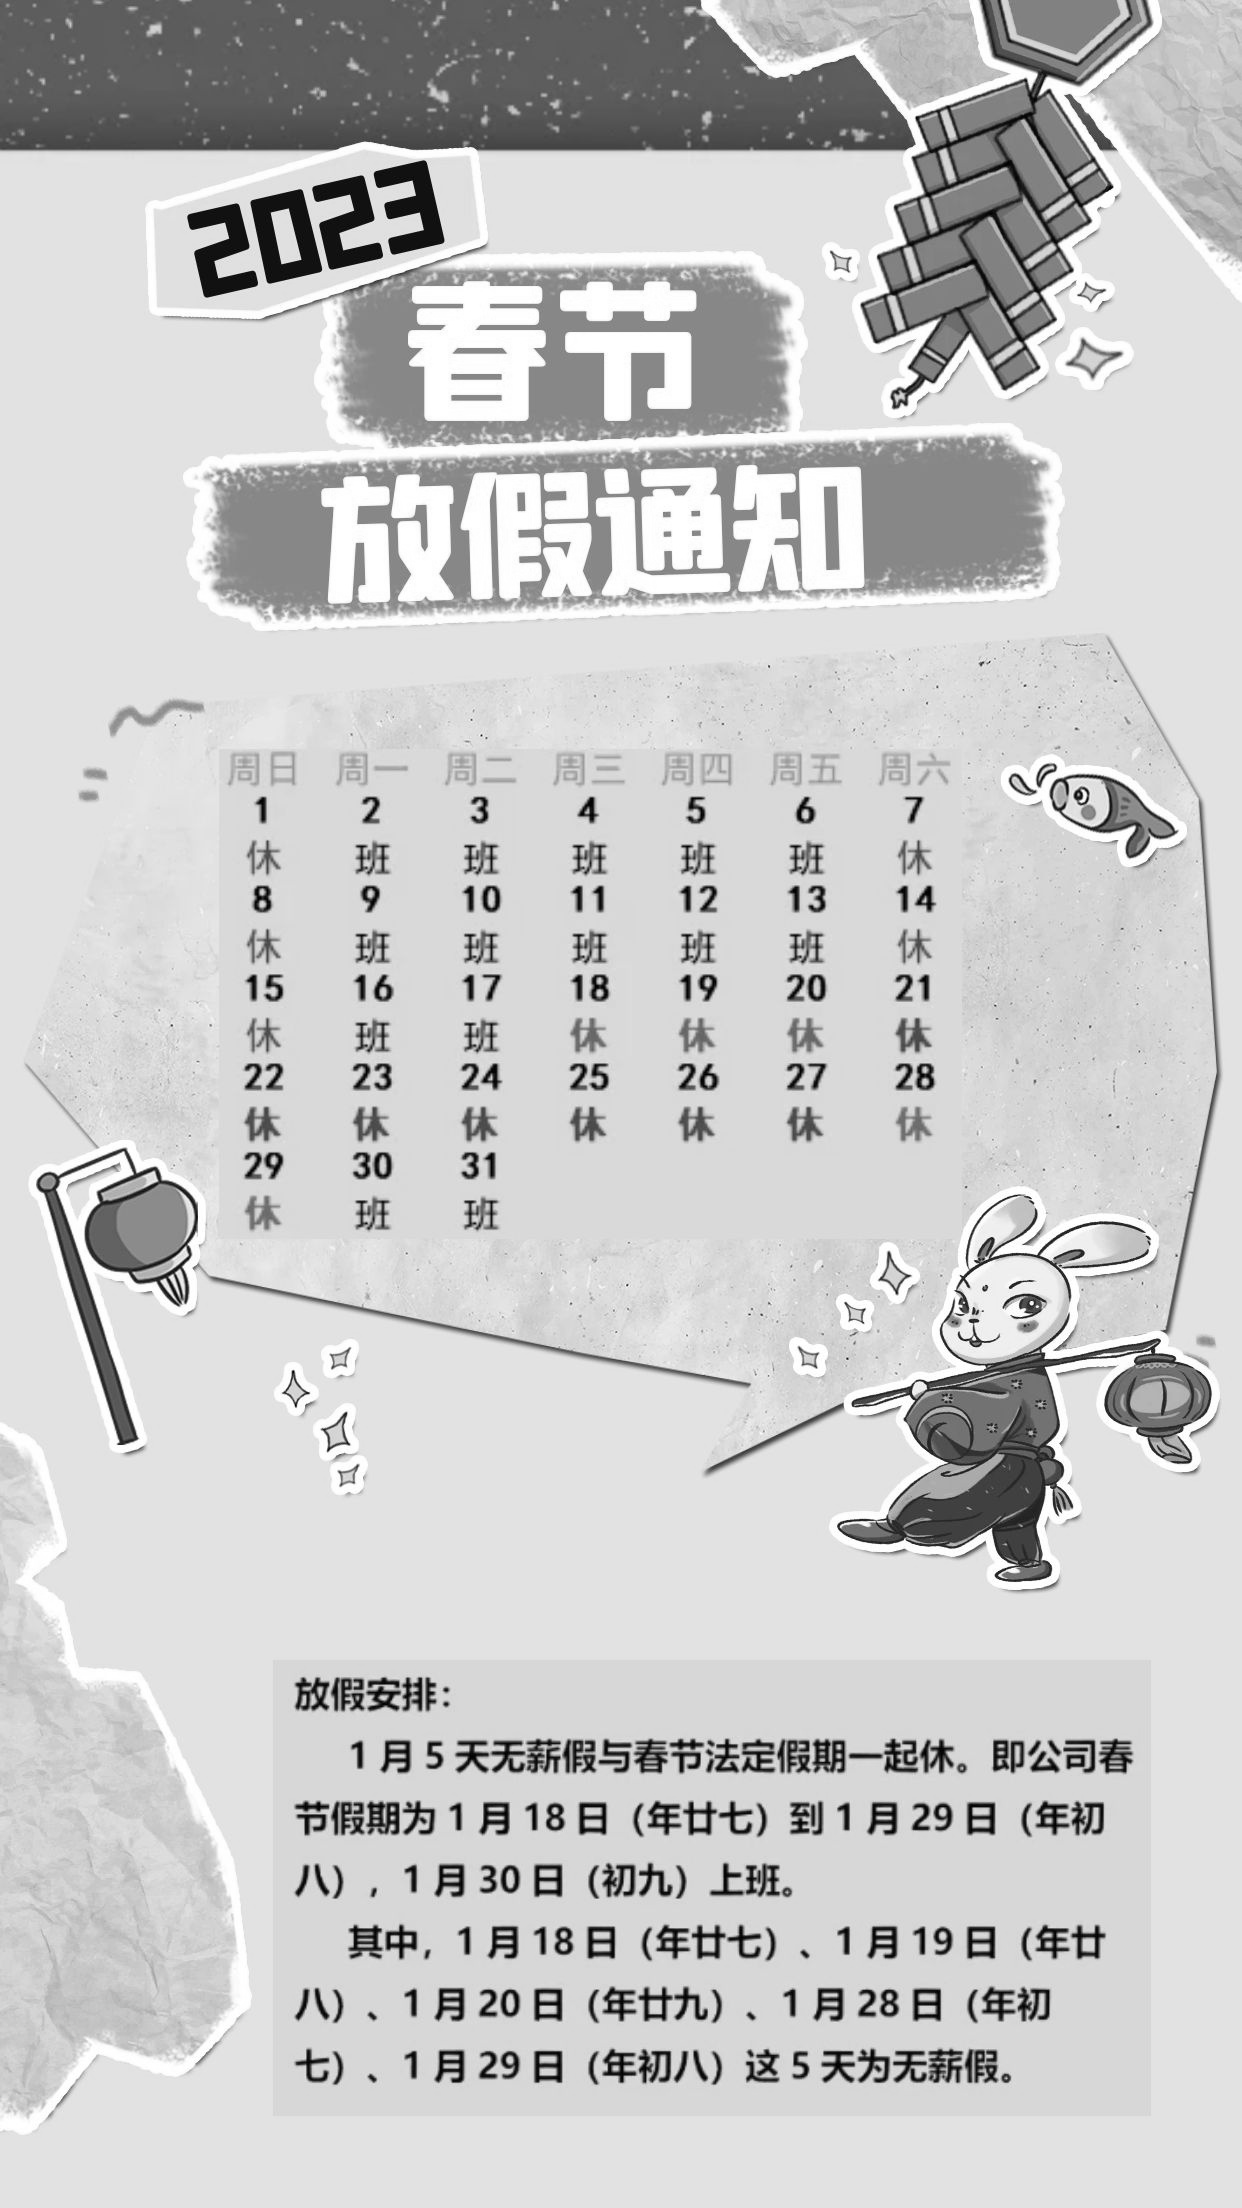 2023
春节
放假通知
周日 周一 周二 周三 周四 周五 周六
1 2 3 4 5 6 7
休 班 班 班 班 班 休
8 9 10 11 12 13 14
休 班 班 班 班 班 休
15 16 17 18 19 20 21
休 班 班 休 休 休 休
22 23 24 25 26 27 28
休 休 休 休 休 休 休
29 30 31
休 班 班
放假安排：
1 月 5 天无薪假与春节法定假期一起休。即公司春
节假期为 1 月 18 日（年廿七）到 1 月 29 日（年初
八），1 月 30 日（初九）上班。
其中，1 月 18 日（年廿七）、1 月 19 日（年廿
八）、1 月 20 日（年廿九）、1 月 28 日（年初
七）、1 月 29 日（年初八）这 5 天为无薪假。